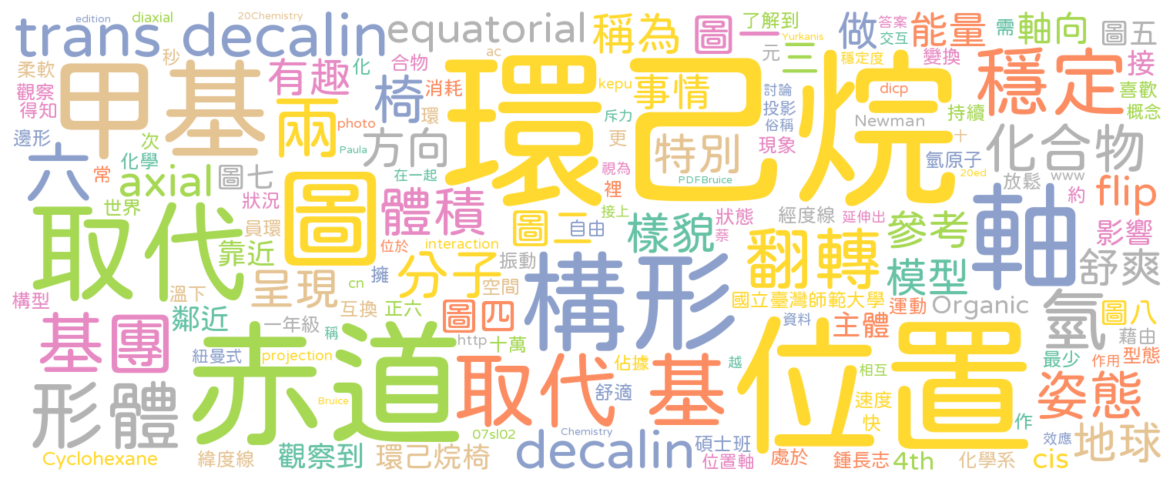 edition
diaxial
20Chemistry
trans decalin
equatorial
稱為
圖一
了解到
做
答案
交互
能量
需
軸向
圖五
Yurkanis
穩定度
柔軟
秒
甲基
有趣
化
合物
ac
環己烷
kepu
事情
三
元
變換
穩定
接
觀察
得知
兩
椅
消耗
環
斥力
討論
投影
俗稱
dicp
持續
喜歡
概念
photo
更
Newman
十
邊形
六
次
化學
Paula
方向
特別
現象
氫原子
化合物
常
axial
圖七
在一起
視為
PDFBruice
放鬆
www
20ed
約
flip
世界
取代
狀況
圖
體積
裡
接上
狀態
經度線
延伸出
軸
影響
員環
位於
interaction
圖二
自由
樣貌
萘
參考
靠近
分子
振動
翻轉
舒爽
構型
溫下
呈現
擁
cn
空間
構形
模型
鄰近
互換
正六
國立臺灣師範大學
運動
Organic
氫
圖八
基團
一年級
稱
圖四
資料
主體
藉由
紐曼式
projection
http
十萬
佔據
越
位置
最少
作用
型態
形體
赤道
Bruice
取代 基
舒適
相互
速度
姿態
快
作
07sl02
Chemistry
decalin
碩士班
效應
地球
Cyclohexane
緯度線
觀察到
環己烷椅
位置軸
處於
鍾長志
4th
化學系
cis